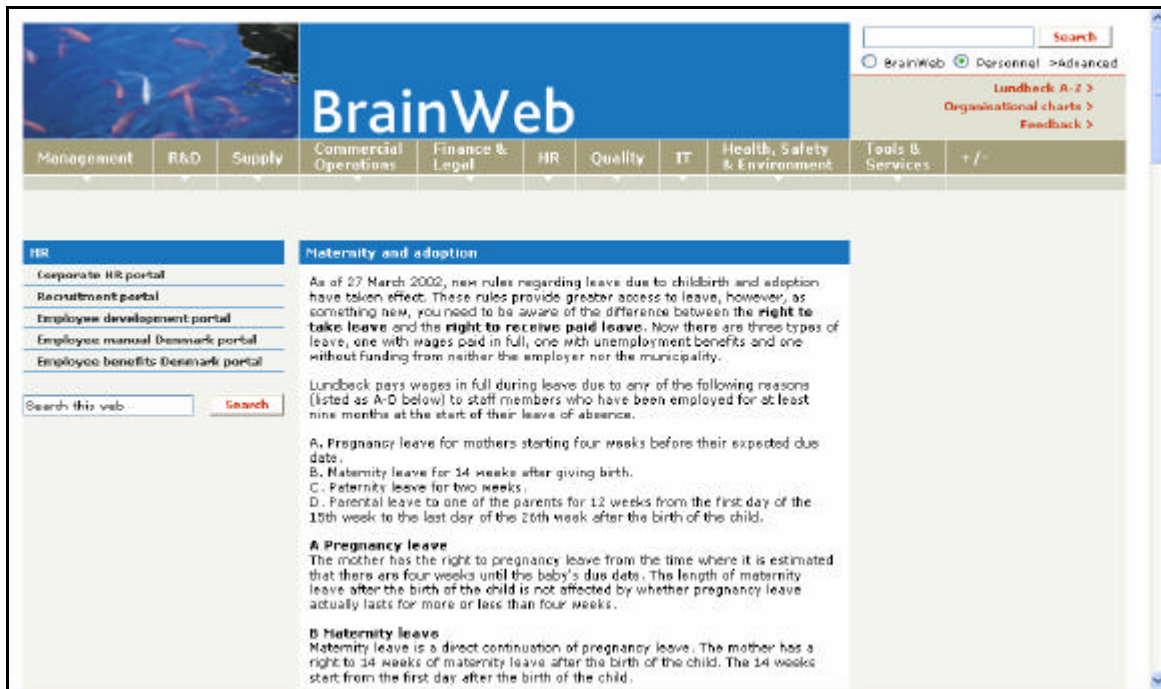 Search
BrainWeb Personnel >Advanced
Lundbeck A-Z >
Organisational charts >
Feedback >
BrainWeb
Management R&D Supply Commercial Operations Finance & Legal HR Quality IT Health, Safety & Environment Tools & Services +/-
HR
Corporate HR portal
Recruitment portal
Employee development portal
Employee manual Denmark portal
Employee benefits Denmark portal
Search this web Search
Maternity and adoption
As of 27 March 2002, new rules regarding leave due to childbirth and adoption
have taken effect. These rules provide greater access to leave, however, as
something new, you need to be aware of the difference between the right to
take leave and the right to receive paid leave. Now there are three types of
leave, one with wages paid in full, one with unemployment benefits and one
without funding from neither the employer nor the municipality.
Lundbeck pays wages in full during leave due to any of the following reasons
(listed as A-D below) to staff members who have been employed for at least
nine months at the start of their leave of absence.
A. Pregnancy leave for mothers starting four weeks before their expected due
date.
B. Maternity leave for 14 weeks after giving birth.
C. Paternity leave for two weeks.
D. Parental leave to one of the parents for 12 weeks from the first day of the
15th week to the last day of the 26th week after the birth of the child.
A Pregnancy leave
The mother has the right to pregnancy leave from the time where it is estimated
that there are four weeks until the baby's due date. The length of maternity
leave after the birth of the child is not affected by whether pregnancy leave
actually lasts for more or less than four weeks.
B Maternity leave
Maternity leave is a direct continuation of pregnancy leave. The mother has a
right to 14 weeks of maternity leave after the birth of the child. The 14 weeks
start from the first day after the birth of the child.